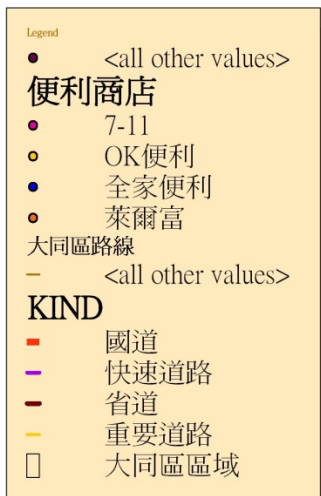 Legend
<all other values>
便利商店
7-11
OK便利
全家便利
萊爾富
大同區路線
<all other values>
KIND
國道
快速道路
省道
重要道路
大同區區域